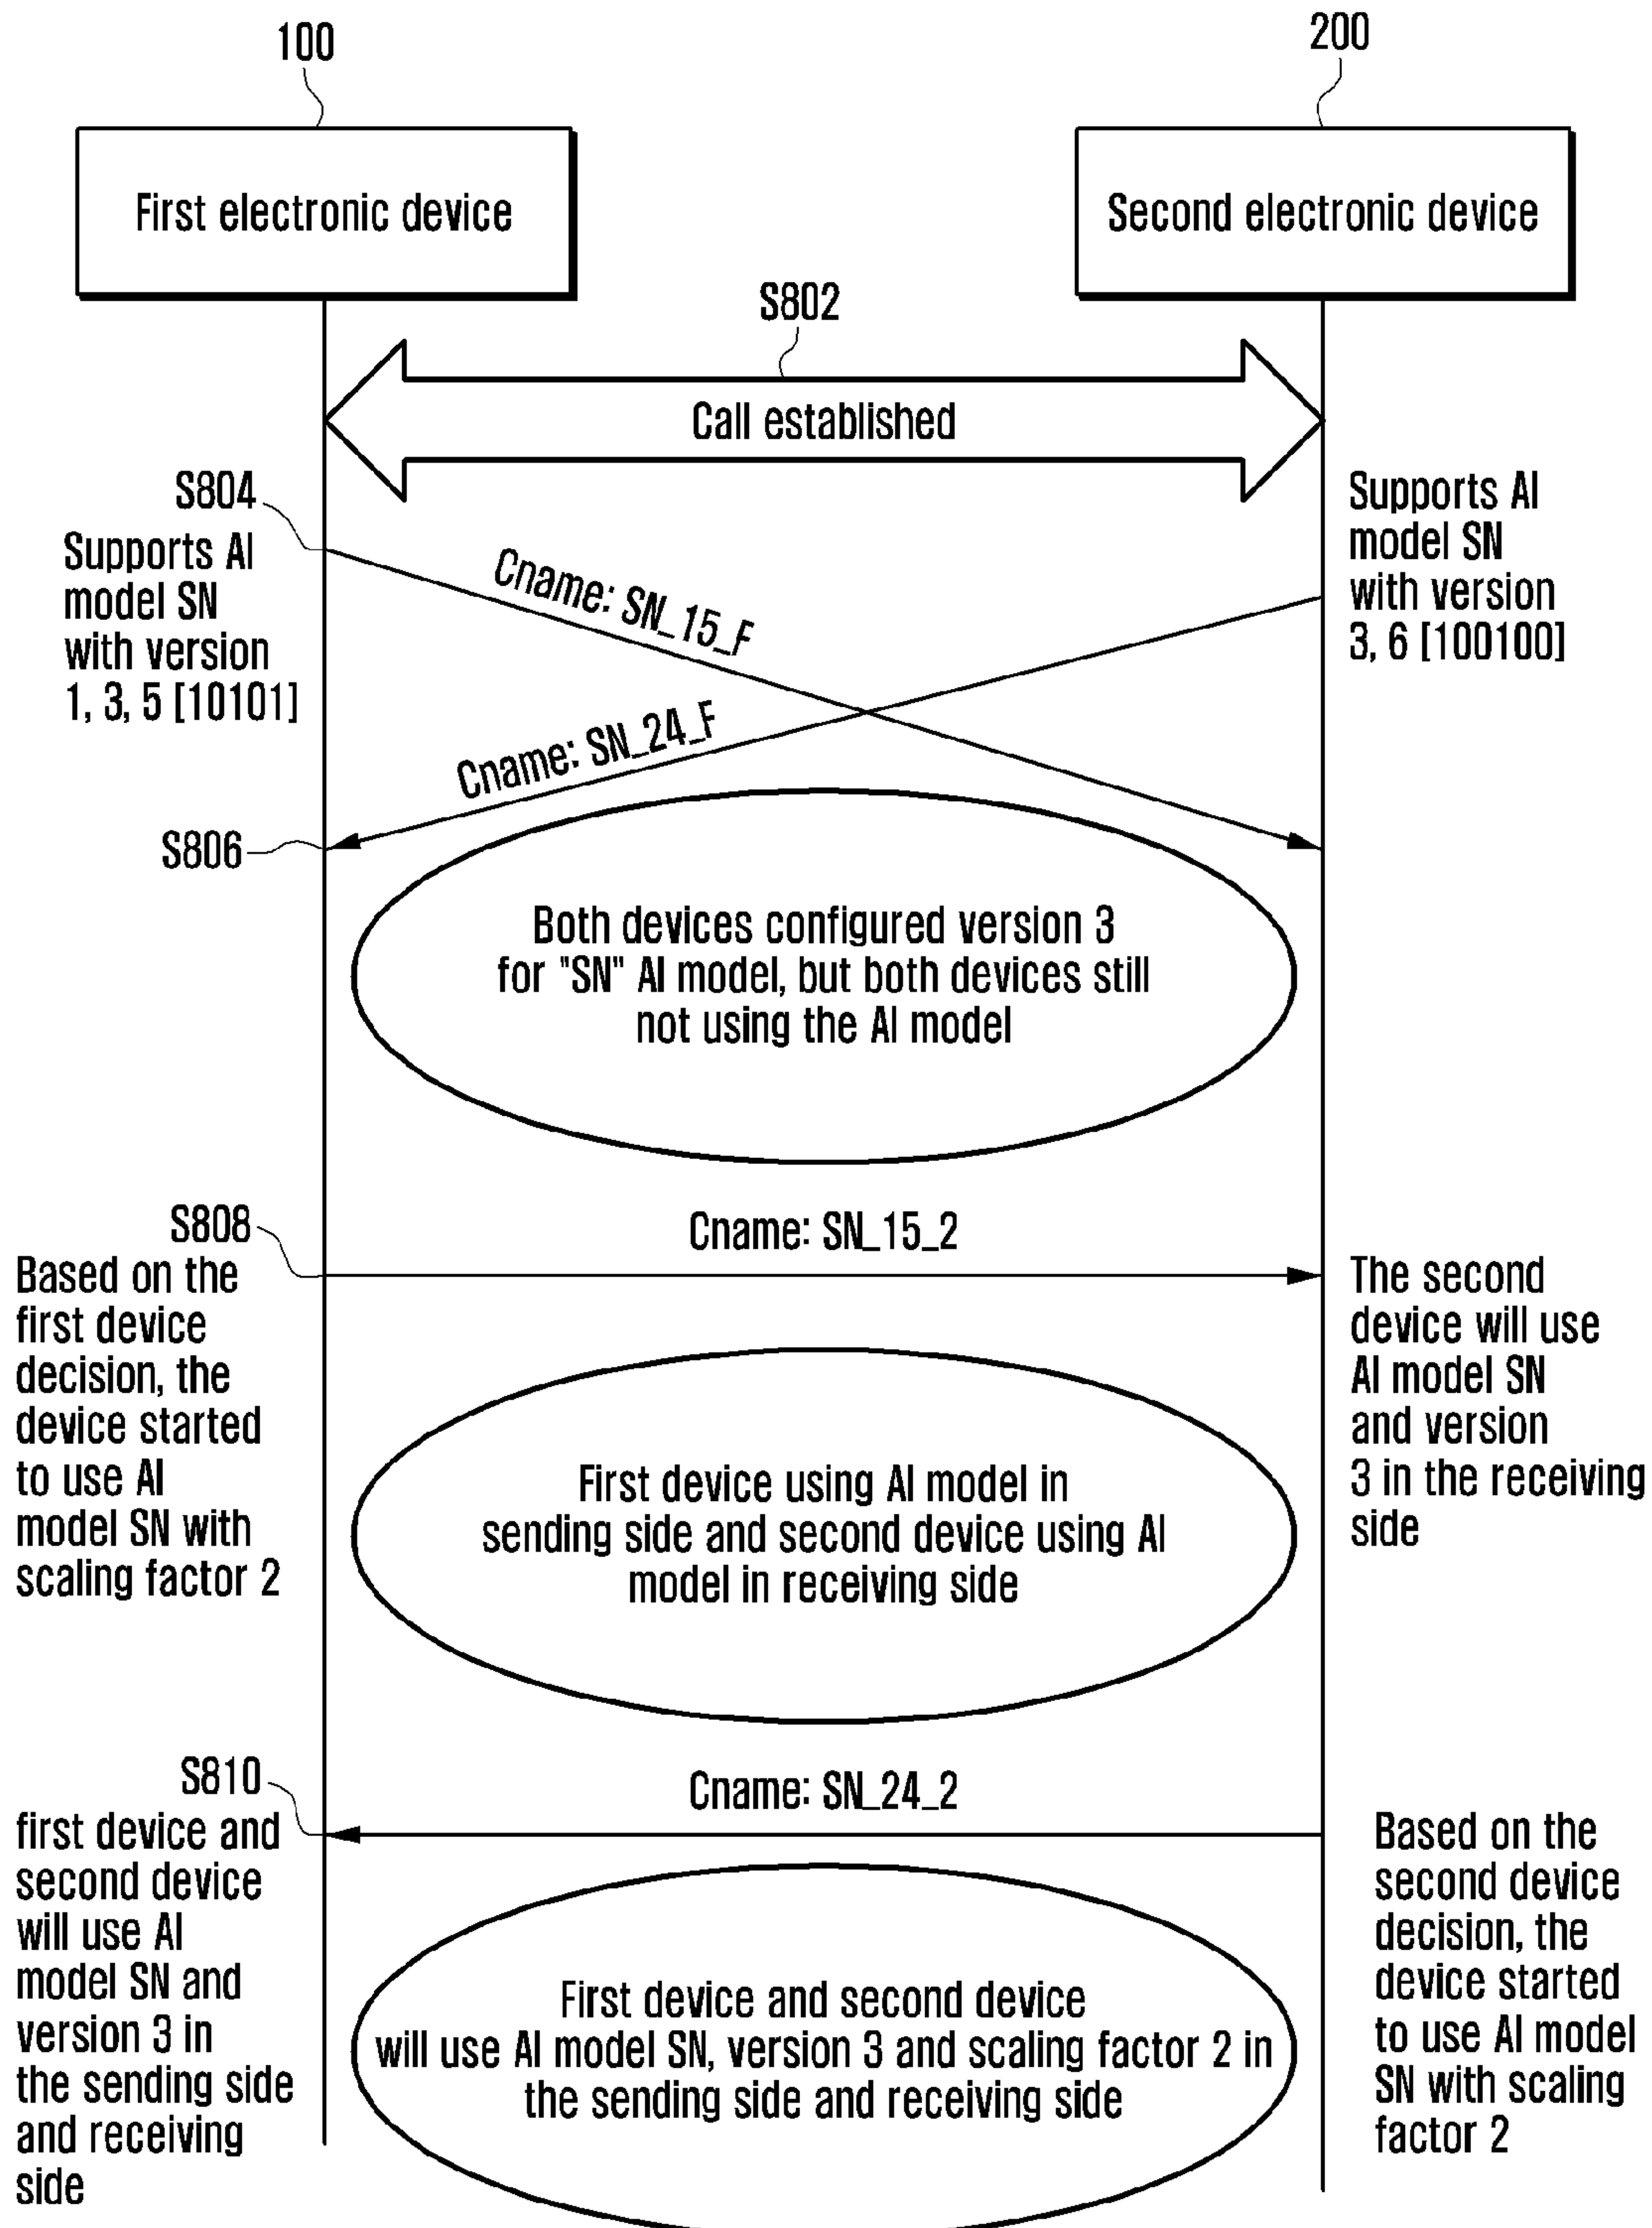 100
200
First electronic device
Second electronic device
S802
Call established
S804
Supports AI
model SN
with version
1, 3, 5 [10101]
Supports AI
model SN
with version
3, 6 [100100]
Cname: SN_15_F
Cname: SN_24_F
S806
Both devices configured version 3
for "SN" AI model, but both devices still
not using the AI model
S808
Cname: SN_15_2
Based on the
first device
decision, the
device started
to use AI
model SN with
scaling factor 2
The second
device will use
AI model SN
and version
3 in the receiving
side
First device using AI model in
sending side and second device using AI
model in receiving side
S810
Cname: SN_24_2
first device and
second device
will use AI
model SN and
version 3 in
the sending side
and receiving
side
Based on the
second device
decision, the
device started
to use AI model
SN with scaling
factor 2
First device and second device
will use AI model SN, version 3 and scaling factor 2 in
the sending side and receiving side